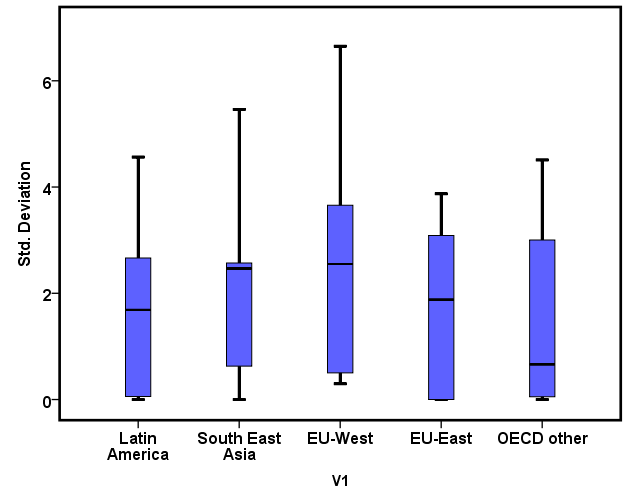 6
4
2
0
Std. Deviation
Latin
America
South East
Asia
EU-West
EU-East
OECD other
V1